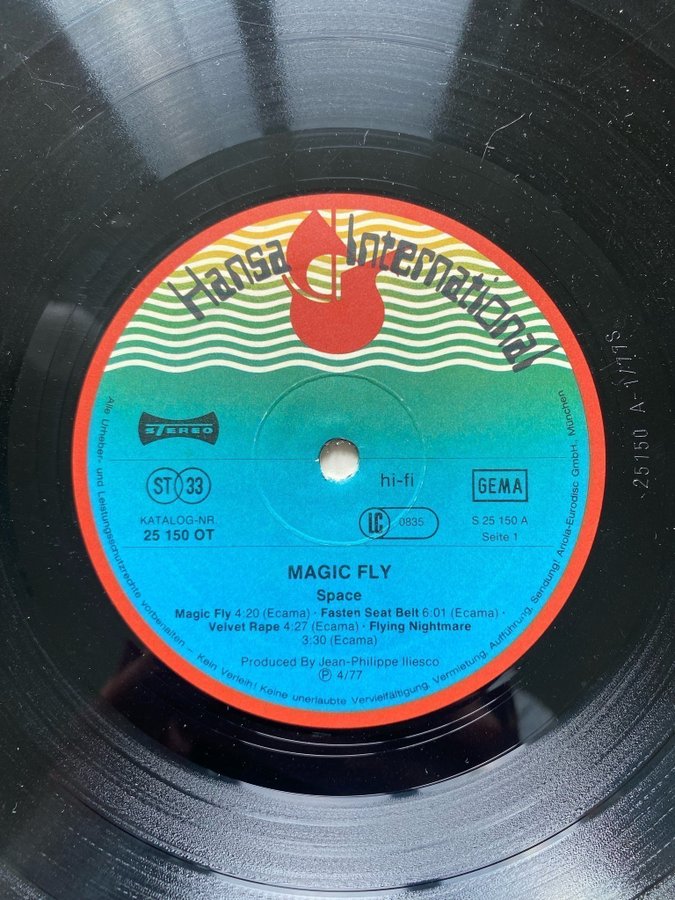 Hansa International
STEREO
ST 33
hi-fi
GEMA
KATALOG-NR.
25 150 OT
LC 0835
S 25 150 A
Seite 1
MAGIC FLY
Space
Magic Fly 4:20 (Ecama) · Fasten Seat Belt 6:01 (Ecama) ·
Velvet Rape 4:27 (Ecama) · Flying Nightmare
3:30 (Ecama)
Produced By Jean-Philippe Iliesco
Ⓟ 4/77
Alle Urheber- und Leistungsschutzrechte vorbehalten – Kein Verleih! Keine unerlaubte Vervielfältigung, Vermietung, Aufführung, Sendung! Ariola-Eurodisc GmbH., München
25150 A-1/77S